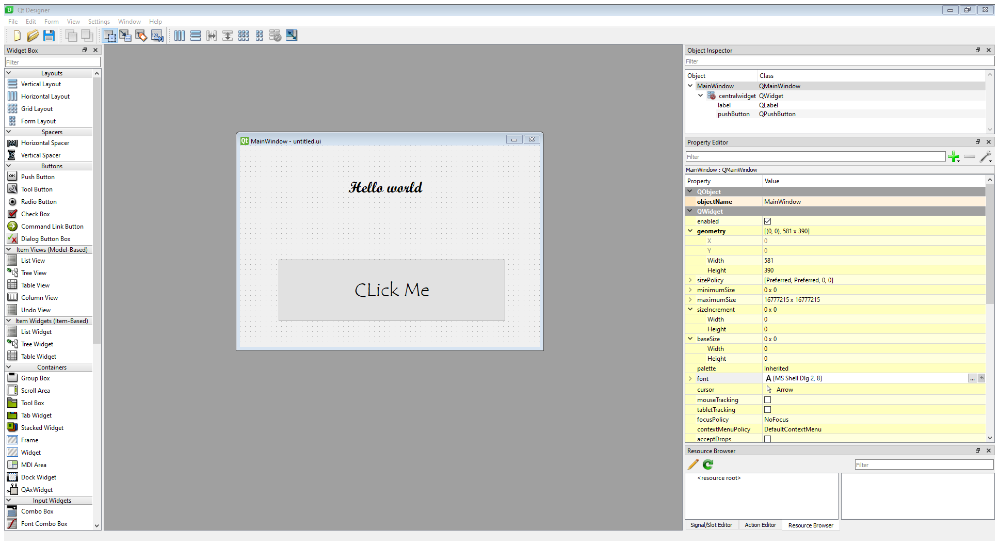 Qt Designer
File Edit Form View Settings Window Help
Widget Box
Filter
Layouts
Vertical Layout
Horizontal Layout
Grid Layout
Form Layout
Spacers
Horizontal Spacer
Vertical Spacer
Buttons
Push Button
Tool Button
Radio Button
Check Box
Command Link Button
Dialog Button Box
Item Views (Model-Based)
List View
Tree View
Table View
Column View
Undo View
Item Widgets (Item-Based)
List Widget
Tree Widget
Table Widget
Containers
Group Box
Scroll Area
Tool Box
Tab Widget
Stacked Widget
Frame
Widget
MDI Area
Dock Widget
QAxWidget
Input Widgets
Combo Box
Font Combo Box
Qt MainWindow - untitled.ui
Hello world
CLick Me
Object Inspector
Filter
Object Class
MainWindow QMainWindow
centralwidget QWidget
label QLabel
pushButton QPushButton
Property Editor
Filter
MainWindow : QMainWindow
Property Value
QObject
objectName MainWindow
QWidget
enabled
geometry [(0, 0), 581 x 390]
X 0
Y 0
Width 581
Height 390
sizePolicy [Preferred, Preferred, 0, 0]
minimumSize 0 x 0
maximumSize 16777215 x 16777215
sizeIncrement 0 x 0
Width 0
Height 0
baseSize 0 x 0
Width 0
Height 0
palette Inherited
font A [MS Shell Dlg 2, 8] ...
cursor Arrow
mouseTracking
tabletTracking
focusPolicy NoFocus
contextMenuPolicy DefaultContextMenu
acceptDrops
Resource Browser
Filter
<resource root>
Signal/Slot Editor Action Editor Resource Browser